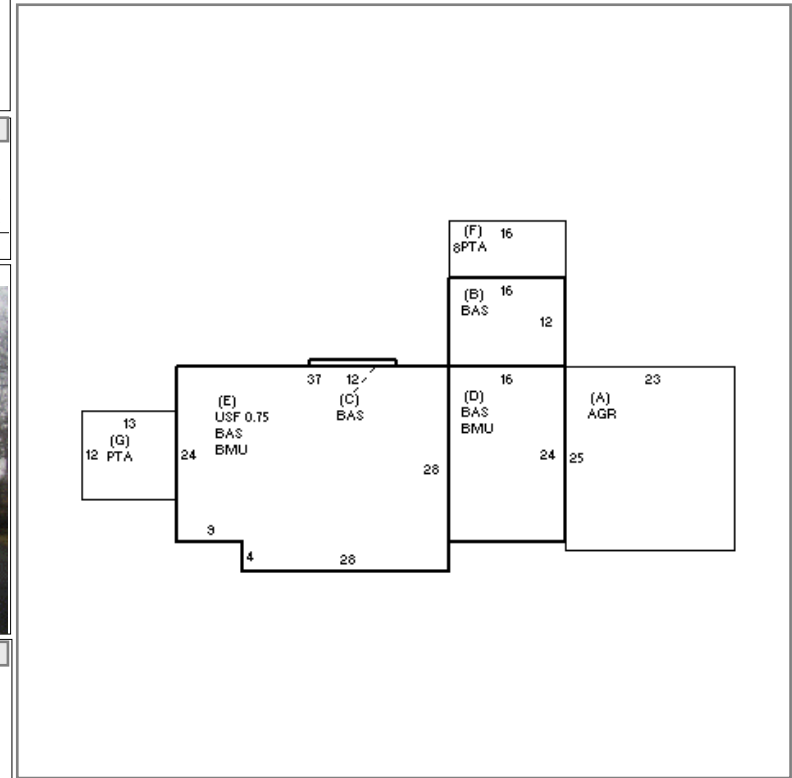 (F) 16
8PTA
(B) 16
BAS
12
37 12
(C)
BAS
(E)
USF 0.75
BAS
BMU
24
28
9
4
28
16
(D)
BAS
BMU
24
23
(A)
AGR
25
13
(G)
12 PTA